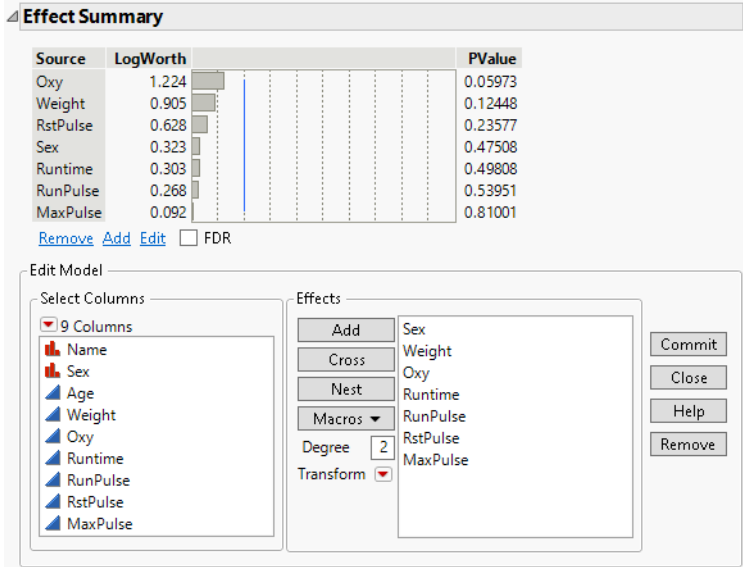 Effect Summary
Source LogWorth PValue
Oxy 1.224 0.05973
Weight 0.905 0.12448
RstPulse 0.628 0.23577
Sex 0.323 0.47508
Runtime 0.303 0.49808
RunPulse 0.268 0.53951
MaxPulse 0.092 0.81001
Remove Add Edit FDR
Edit Model
Select Columns
9 Columns
Name
Sex
Age
Weight
Oxy
Runtime
RunPulse
RstPulse
MaxPulse
Effects
Add
Cross
Nest
Macros
Degree 2
Transform
Sex
Weight
Oxy
Runtime
RunPulse
RstPulse
MaxPulse
Commit
Close
Help
Remove